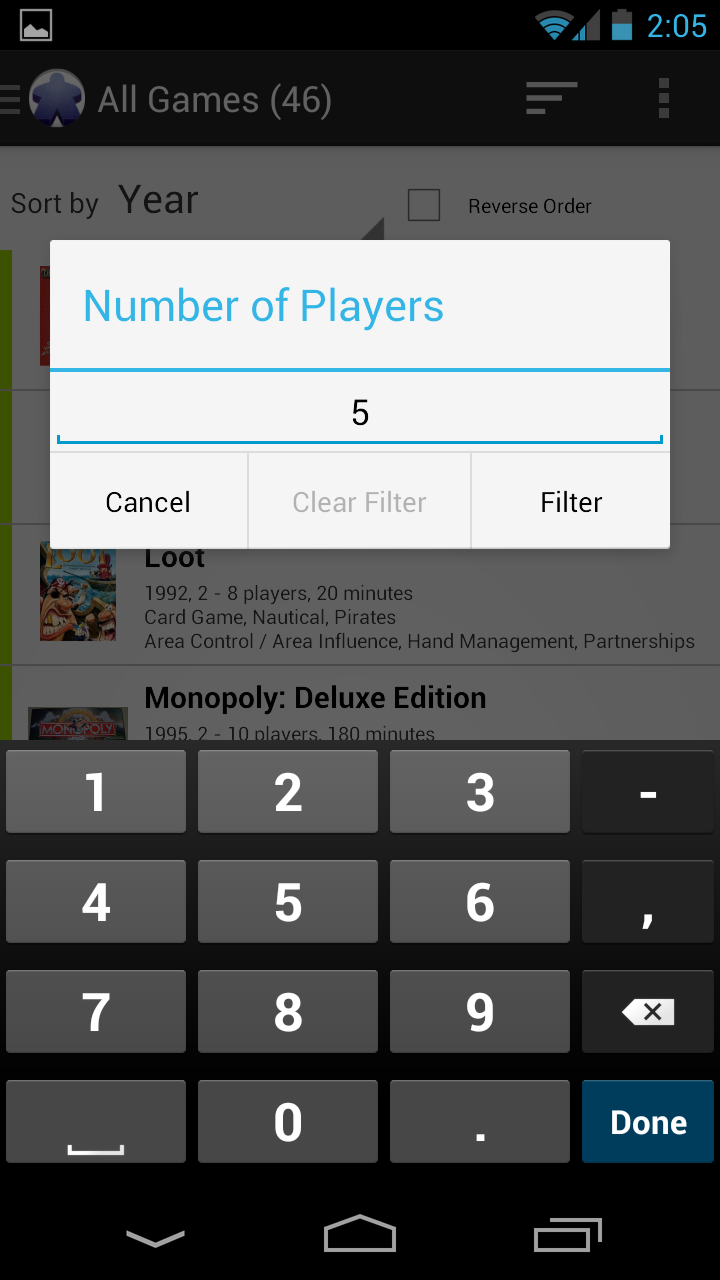 2:05
All Games (46)
Sort by Year
Reverse Order
Number of Players
5
Cancel
Clear Filter
Filter
Loot
1992, 2 - 8 players, 20 minutes
Card Game, Nautical, Pirates
Area Control / Area Influence, Hand Management, Partnerships
Monopoly: Deluxe Edition
MONOPOLY
1995, 2 - 10 players, 180 minutes
1 2 3 -
4 5 6 ,
7 8 9
0 . Done